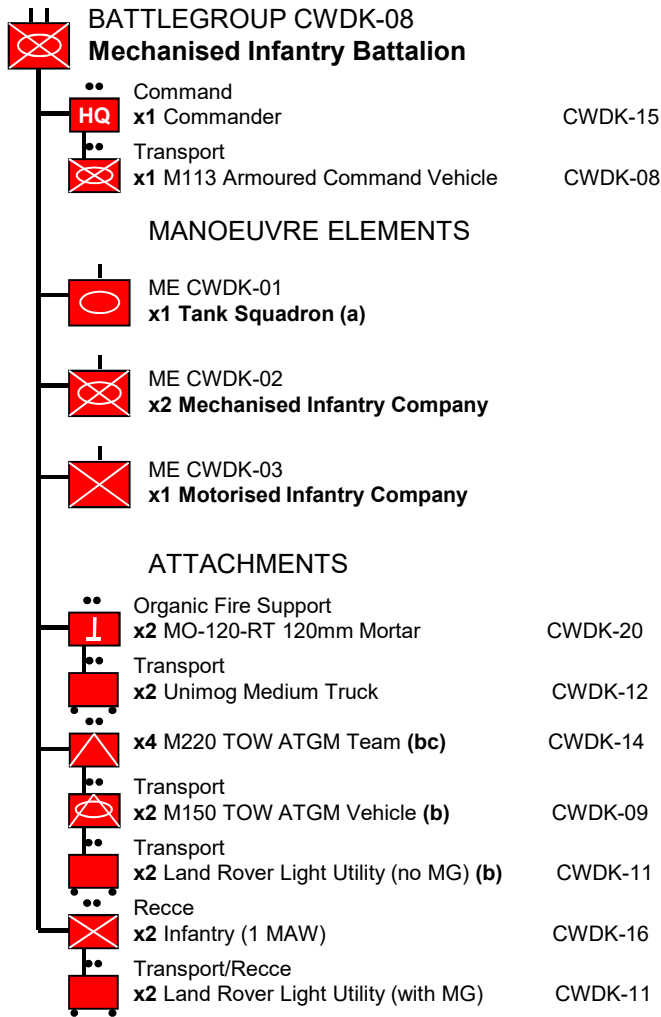 BATTLEGROUP CWDK-08
Mechanised Infantry Battalion
Command
HQ x1 Commander CWDK-15
Transport
x1 M113 Armoured Command Vehicle CWDK-08
MANOEUVRE ELEMENTS
ME CWDK-01
x1 Tank Squadron (a)
ME CWDK-02
x2 Mechanised Infantry Company
ME CWDK-03
x1 Motorised Infantry Company
ATTACHMENTS
Organic Fire Support
x2 MO-120-RT 120mm Mortar CWDK-20
Transport
x2 Unimog Medium Truck CWDK-12
x4 M220 TOW ATGM Team (bc) CWDK-14
Transport
x2 M150 TOW ATGM Vehicle (b) CWDK-09
Transport
x2 Land Rover Light Utility (no MG) (b) CWDK-11
Recce
x2 Infantry (1 MAW) CWDK-16
Transport/Recce
x2 Land Rover Light Utility (with MG) CWDK-11